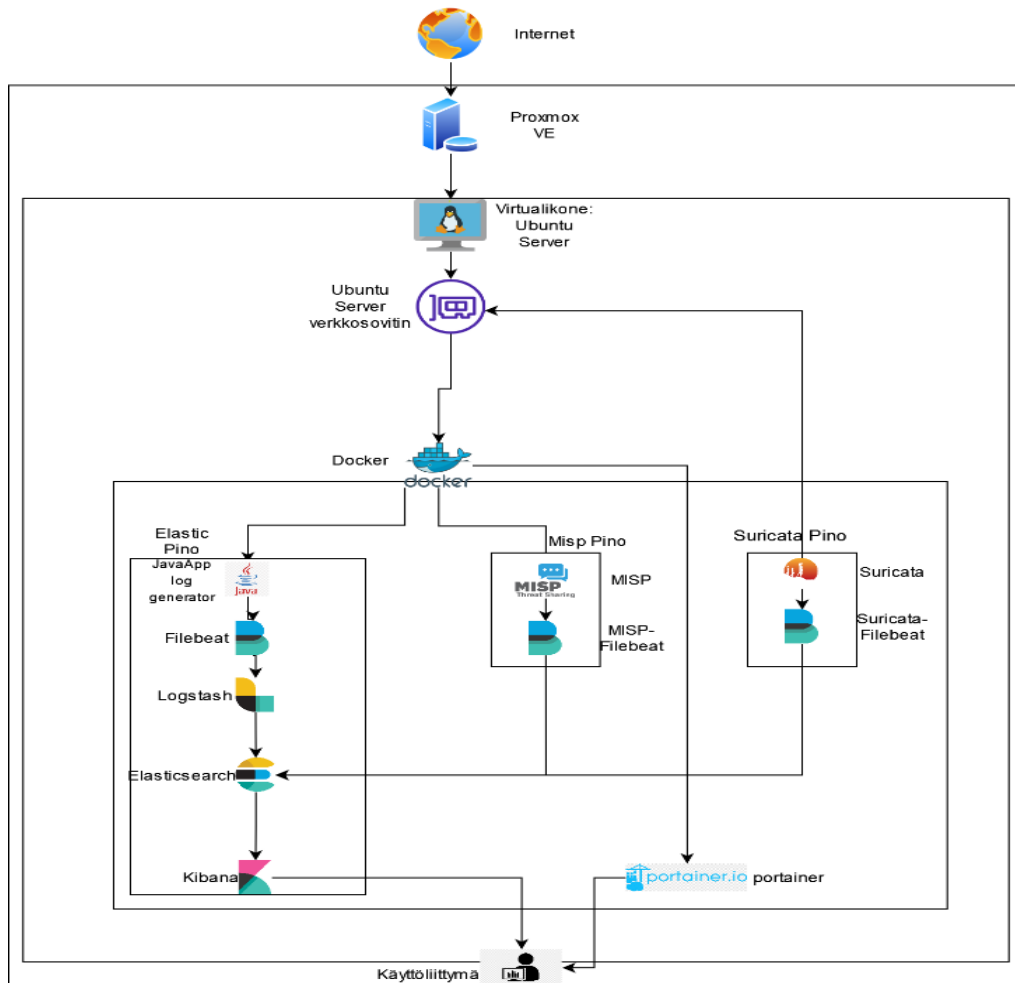 Internet
Proxmox
VE
Virtualikone:
Ubuntu
Server
Ubuntu
Server
verkkosovitin
Docker
docker
Elastic
Pino
JavaApp
log
generator
Java
Filebeat
Logstash
Elasticsearch
Kibana
Misp Pino
MISP
Threat Sharing
MISP
MISP-
Filebeat
Suricata Pino
Suricata
Suricata-
Filebeat
portainer.io
portainer
Käyttöliittymä